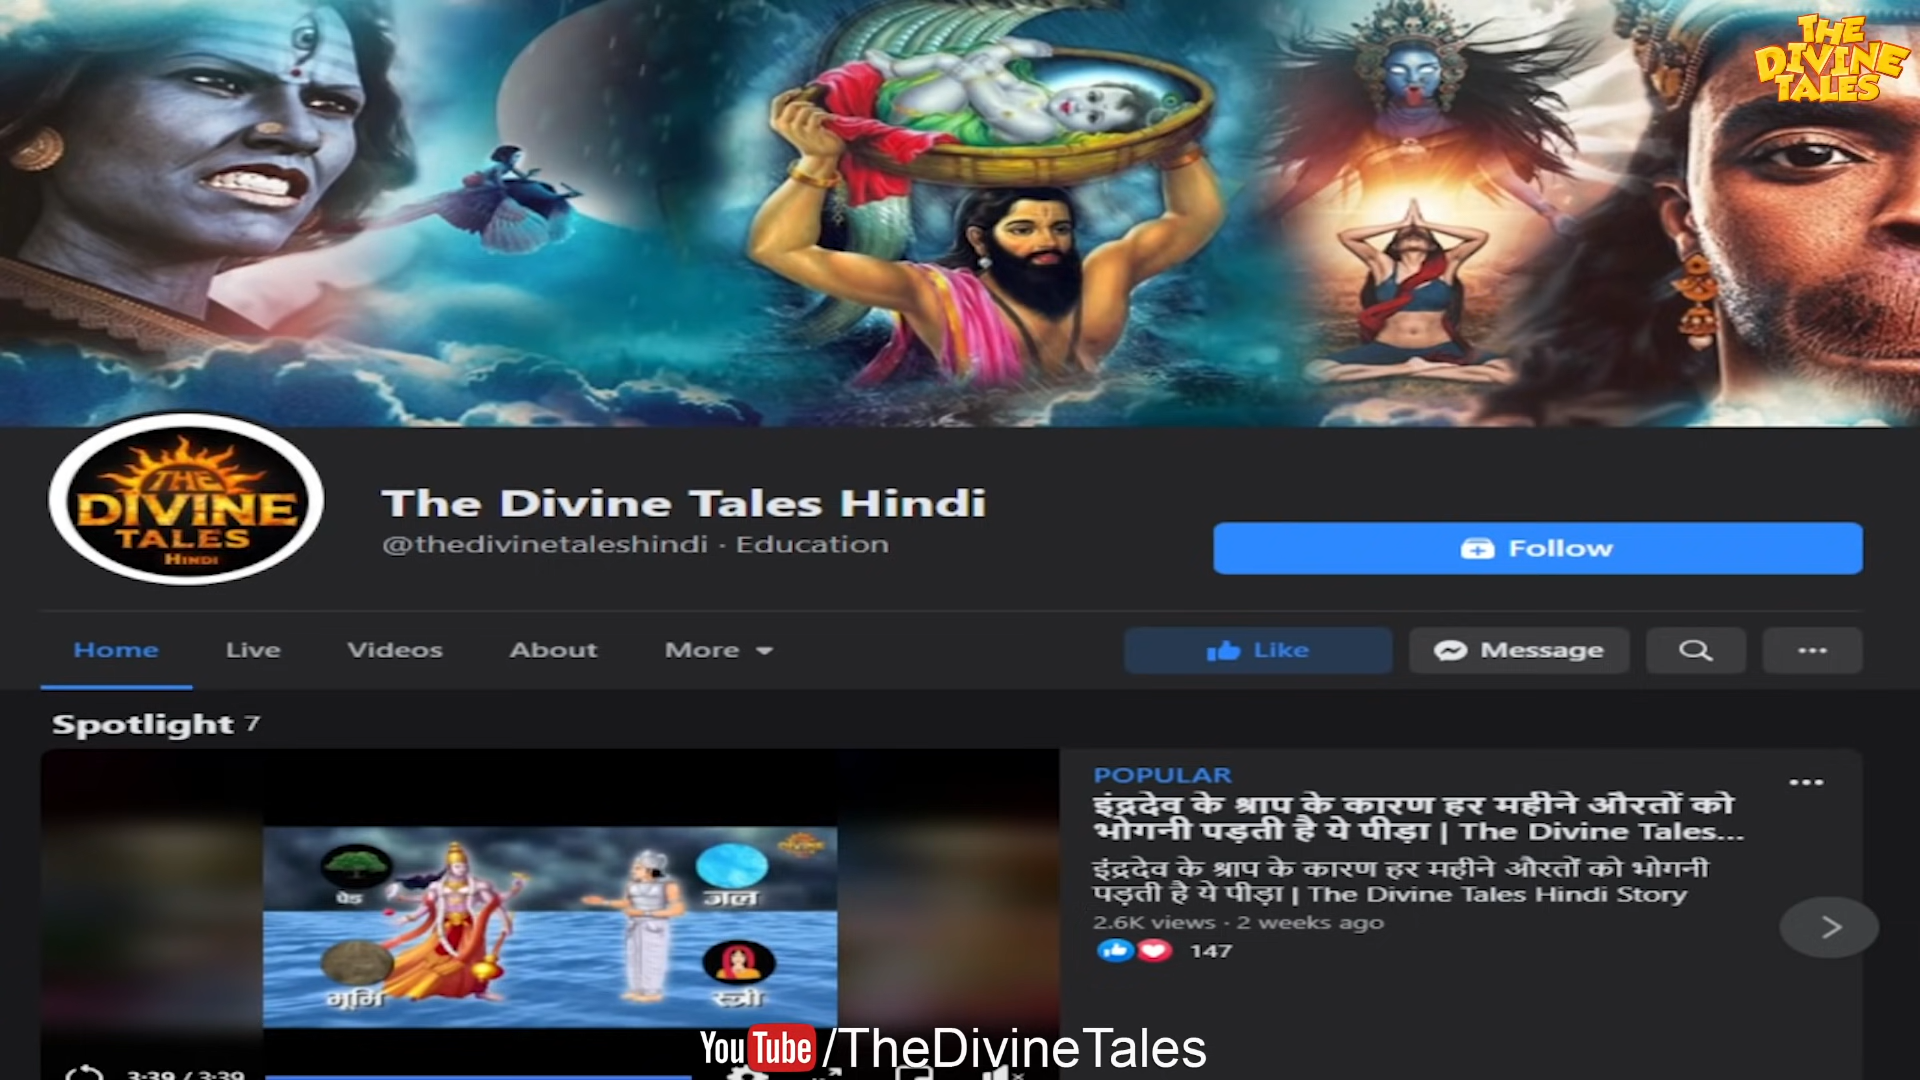 THE
DIVINE
TALES
THE
DIVINE
TALES
HINDI
The Divine Tales Hindi
@thedivinetaleshindi · Education
Follow
Home Live Videos About More
Like Message
Spotlight 7
POPULAR
इंद्रदेव के श्राप के कारण हर महीने औरतों को
भोगनी पड़ती है ये पीड़ा | The Divine Tales...
इंद्रदेव के श्राप के कारण हर महीने औरतों को भोगनी
पड़ती है ये पीड़ा | The Divine Tales Hindi Story
2.6K views · 2 weeks ago
147
पेड़
जल
भूमि
स्त्री
3:39 / 3:39
YouTube /TheDivineTales